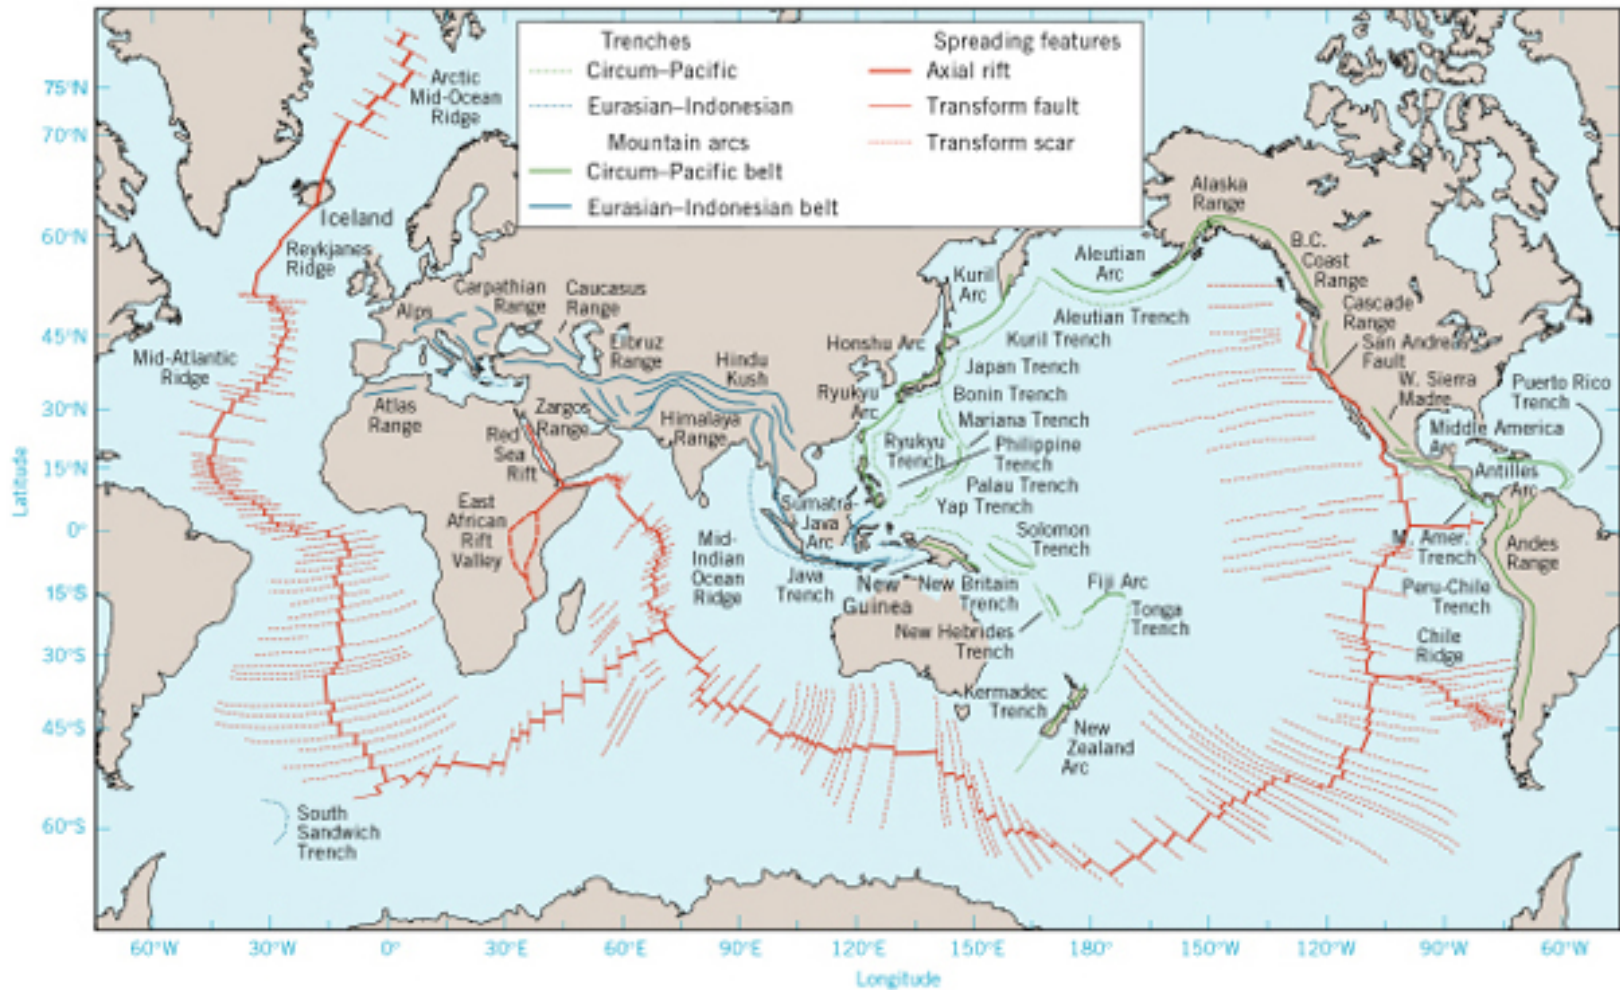 Trenches
Circum–Pacific
Eurasian–Indonesian
Mountain arcs
Circum–Pacific belt
Eurasian–Indonesian belt
Spreading features
Axial rift
Transform fault
Transform scar
75°N
70°N
60°N
45°N
30°N
15°N
0°
15°S
30°S
45°S
60°S
Latitude
Arctic
Mid-Ocean
Ridge
Iceland
Reykjanes
Ridge
Mid-Atlantic
Ridge
Alps
Carpathian
Range
Caucasus
Range
Elbruz
Range
Hindu
Kush
Atlas
Range
Zargos
Range
Himalaya
Range
Red
Sea
Rift
East
African
Rift
Valley
Mid-
Indian
Ocean
Ridge
South
Sandwich
Trench
Kuril
Arc
Honshu Arc
Ryukyu
Arc
Aleutian
Arc
Alaska
Range
B.C.
Coast
Range
Cascade
Range
San Andreas
Fault
W. Sierra
Madre
Puerto Rico
Trench
Middle America
Arc
Antilles
Arc
M. Amer.
Trench
Andes
Range
Peru-Chile
Trench
Chile
Ridge
Aleutian Trench
Kuril Trench
Japan Trench
Bonin Trench
Mariana Trench
Ryukyu
Trench
Philippine
Trench
Palau Trench
Yap Trench
Sumatra-
Java
Arc
Java
Trench
Solomon
Trench
New
Guinea
New Britain
Trench
Fiji Arc
Tonga
Trench
New Hebrides
Trench
Kermadec
Trench
New
Zealand
Arc
60°W
30°W
0°
30°E
60°E
90°E
120°E
150°E
180°
150°W
120°W
90°W
60°W
Longitude